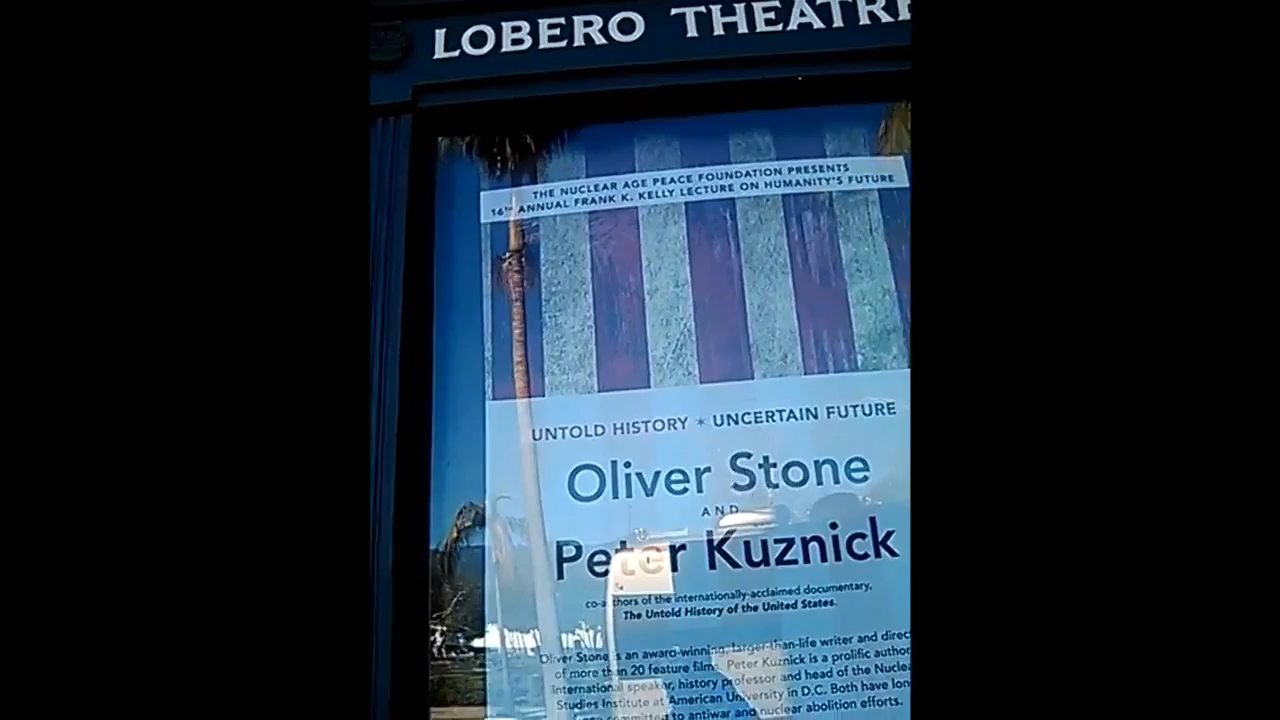 LOBERO THEATRE
THE NUCLEAR AGE PEACE FOUNDATION PRESENTS
16TH ANNUAL FRANK K. KELLY LECTURE ON HUMANITY'S FUTURE
UNTOLD HISTORY * UNCERTAIN FUTURE
Oliver Stone
AND
Peter Kuznick
co-authors of the internationally-acclaimed documentary,
The Untold History of the United States.
Oliver Stone is an award-winning, larger-than-life writer and direc
of more than 20 feature films. Peter Kuznick is a prolific author
international speaker, history professor and head of the Nuclea
Studies Institute at American University in D.C. Both have lon
committed to antiwar and nuclear abolition efforts.